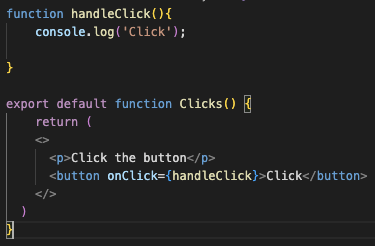 function handleClick(){
    console.log('Click');
}
export default function Clicks() {
    return (
    <>
      <p>Click the button</p>
      <button onClick={handleClick}>Click</button>
    </>
  )
}